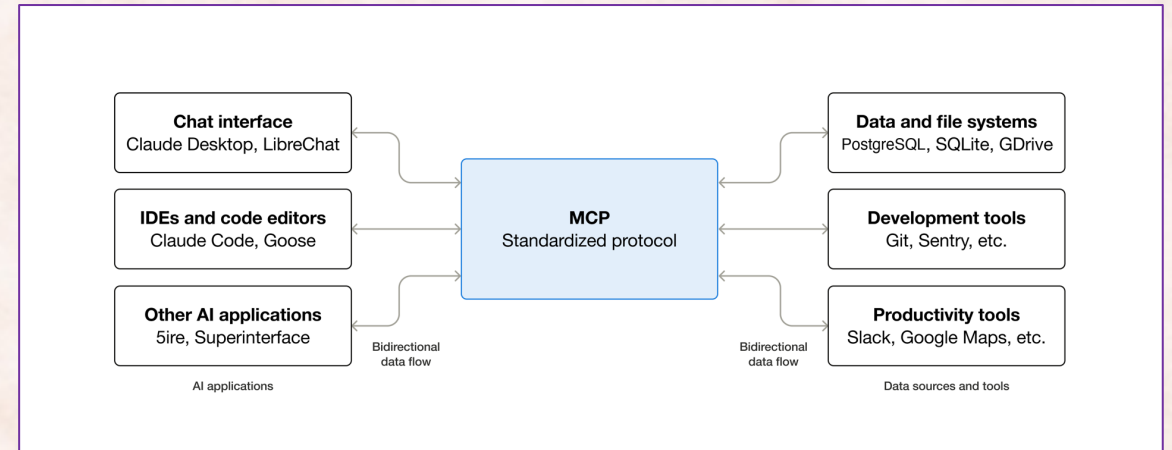 Chat interface
Claude Desktop, LibreChat
IDEs and code editors
Claude Code, Goose
Other AI applications
5ire, Superinterface
AI applications
Bidirectional
data flow
MCP
Standardized protocol
Bidirectional
data flow
Data and file systems
PostgreSQL, SQLite, GDrive
Development tools
Git, Sentry, etc.
Productivity tools
Slack, Google Maps, etc.
Data sources and tools